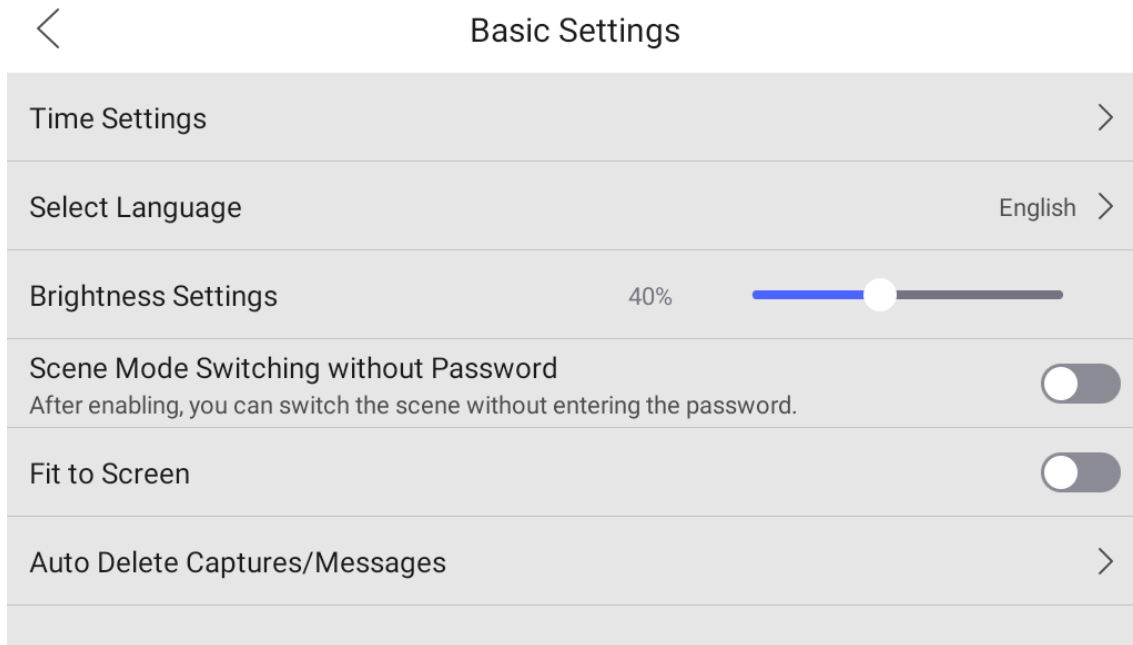 Basic Settings
Time Settings
Select Language English
Brightness Settings 40%
Scene Mode Switching without Password
After enabling, you can switch the scene without entering the password.
Fit to Screen
Auto Delete Captures/Messages